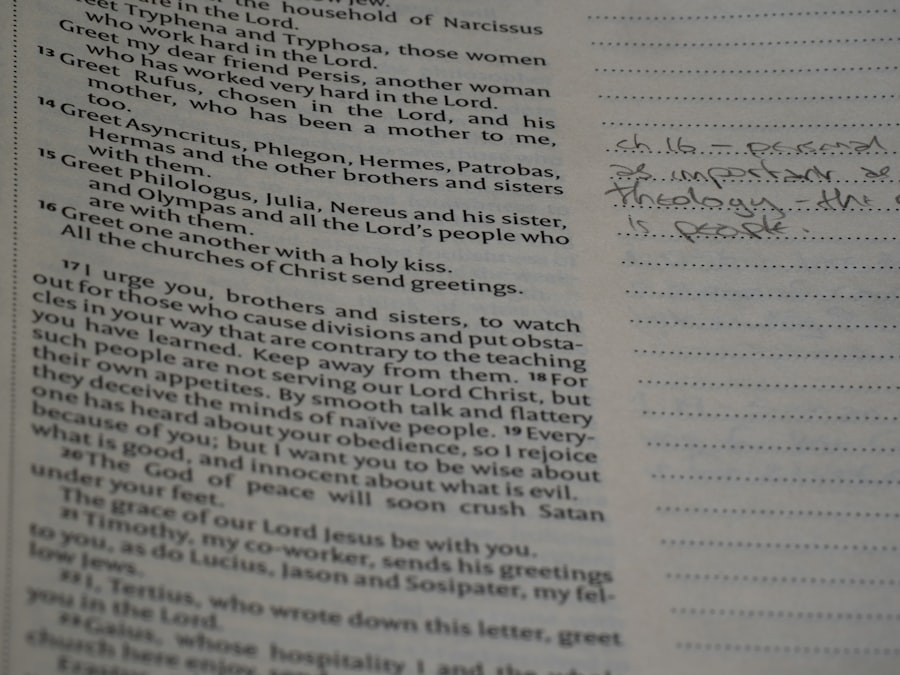 the household of Narcissus
are in the Lord.
Tryphena and Tryphosa, those women
who work hard in the Lord.
Greet my dear friend Persis, another woman
who has worked very hard in the Lord.
13 Greet Rufus, chosen in the Lord, and his
mother, who has been a mother to me,
too.
14 Greet Asyncritus, Phlegon, Hermes, Patrobas,
Hermas and the other brothers and sisters
with them.
15 Greet Philologus, Julia, Nereus and his sister,
and Olympas and all the Lord's people who
are with them.
16 Greet one another with a holy kiss.
All the churches of Christ send greetings.
17 I urge you, brothers and sisters, to watch
out for those who cause divisions and put obsta-
cles in your way that are contrary to the teaching
you have learned. Keep away from them. 18 For
such people are not serving our Lord Christ, but
their own appetites. By smooth talk and flattery
they deceive the minds of naïve people. 19 Every-
one has heard about your obedience, so I rejoice
because of you; but I want you to be wise about
what is good, and innocent about what is evil.
20 The God of peace will soon crush Satan
under your feet.
The grace of our Lord Jesus be with you.
21 Timothy, my co-worker, sends his greetings
to you, as do Lucius, Jason and Sosipater, my fel-
low Jews.
22 I, Tertius, who wrote down this letter, greet
you in the Lord.
23 Gaius, whose hospitality I and the whole
church here enjoy,
ch 16 – personal
as important as
theology – the
is people.